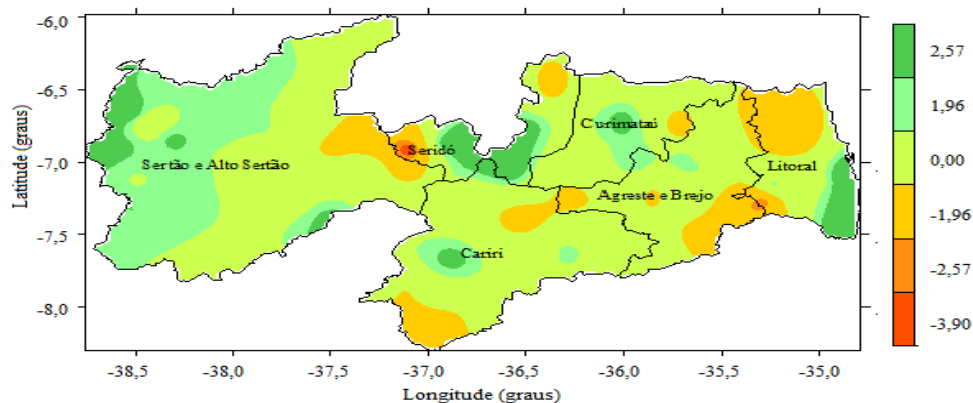 -6,0
-6,5
-7,0
-7,5
-8,0
Latitude (graus)
Sertão e Alto Sertão
Seridó
Curimataú
Agreste e Brejo
Litoral
Cariri
-38,5
-38,0
-37,5
-37,0
-36,5
-36,0
-35,5
-35,0
Longitude (graus)
2,57
1,96
0,00
-1,96
-2,57
-3,90